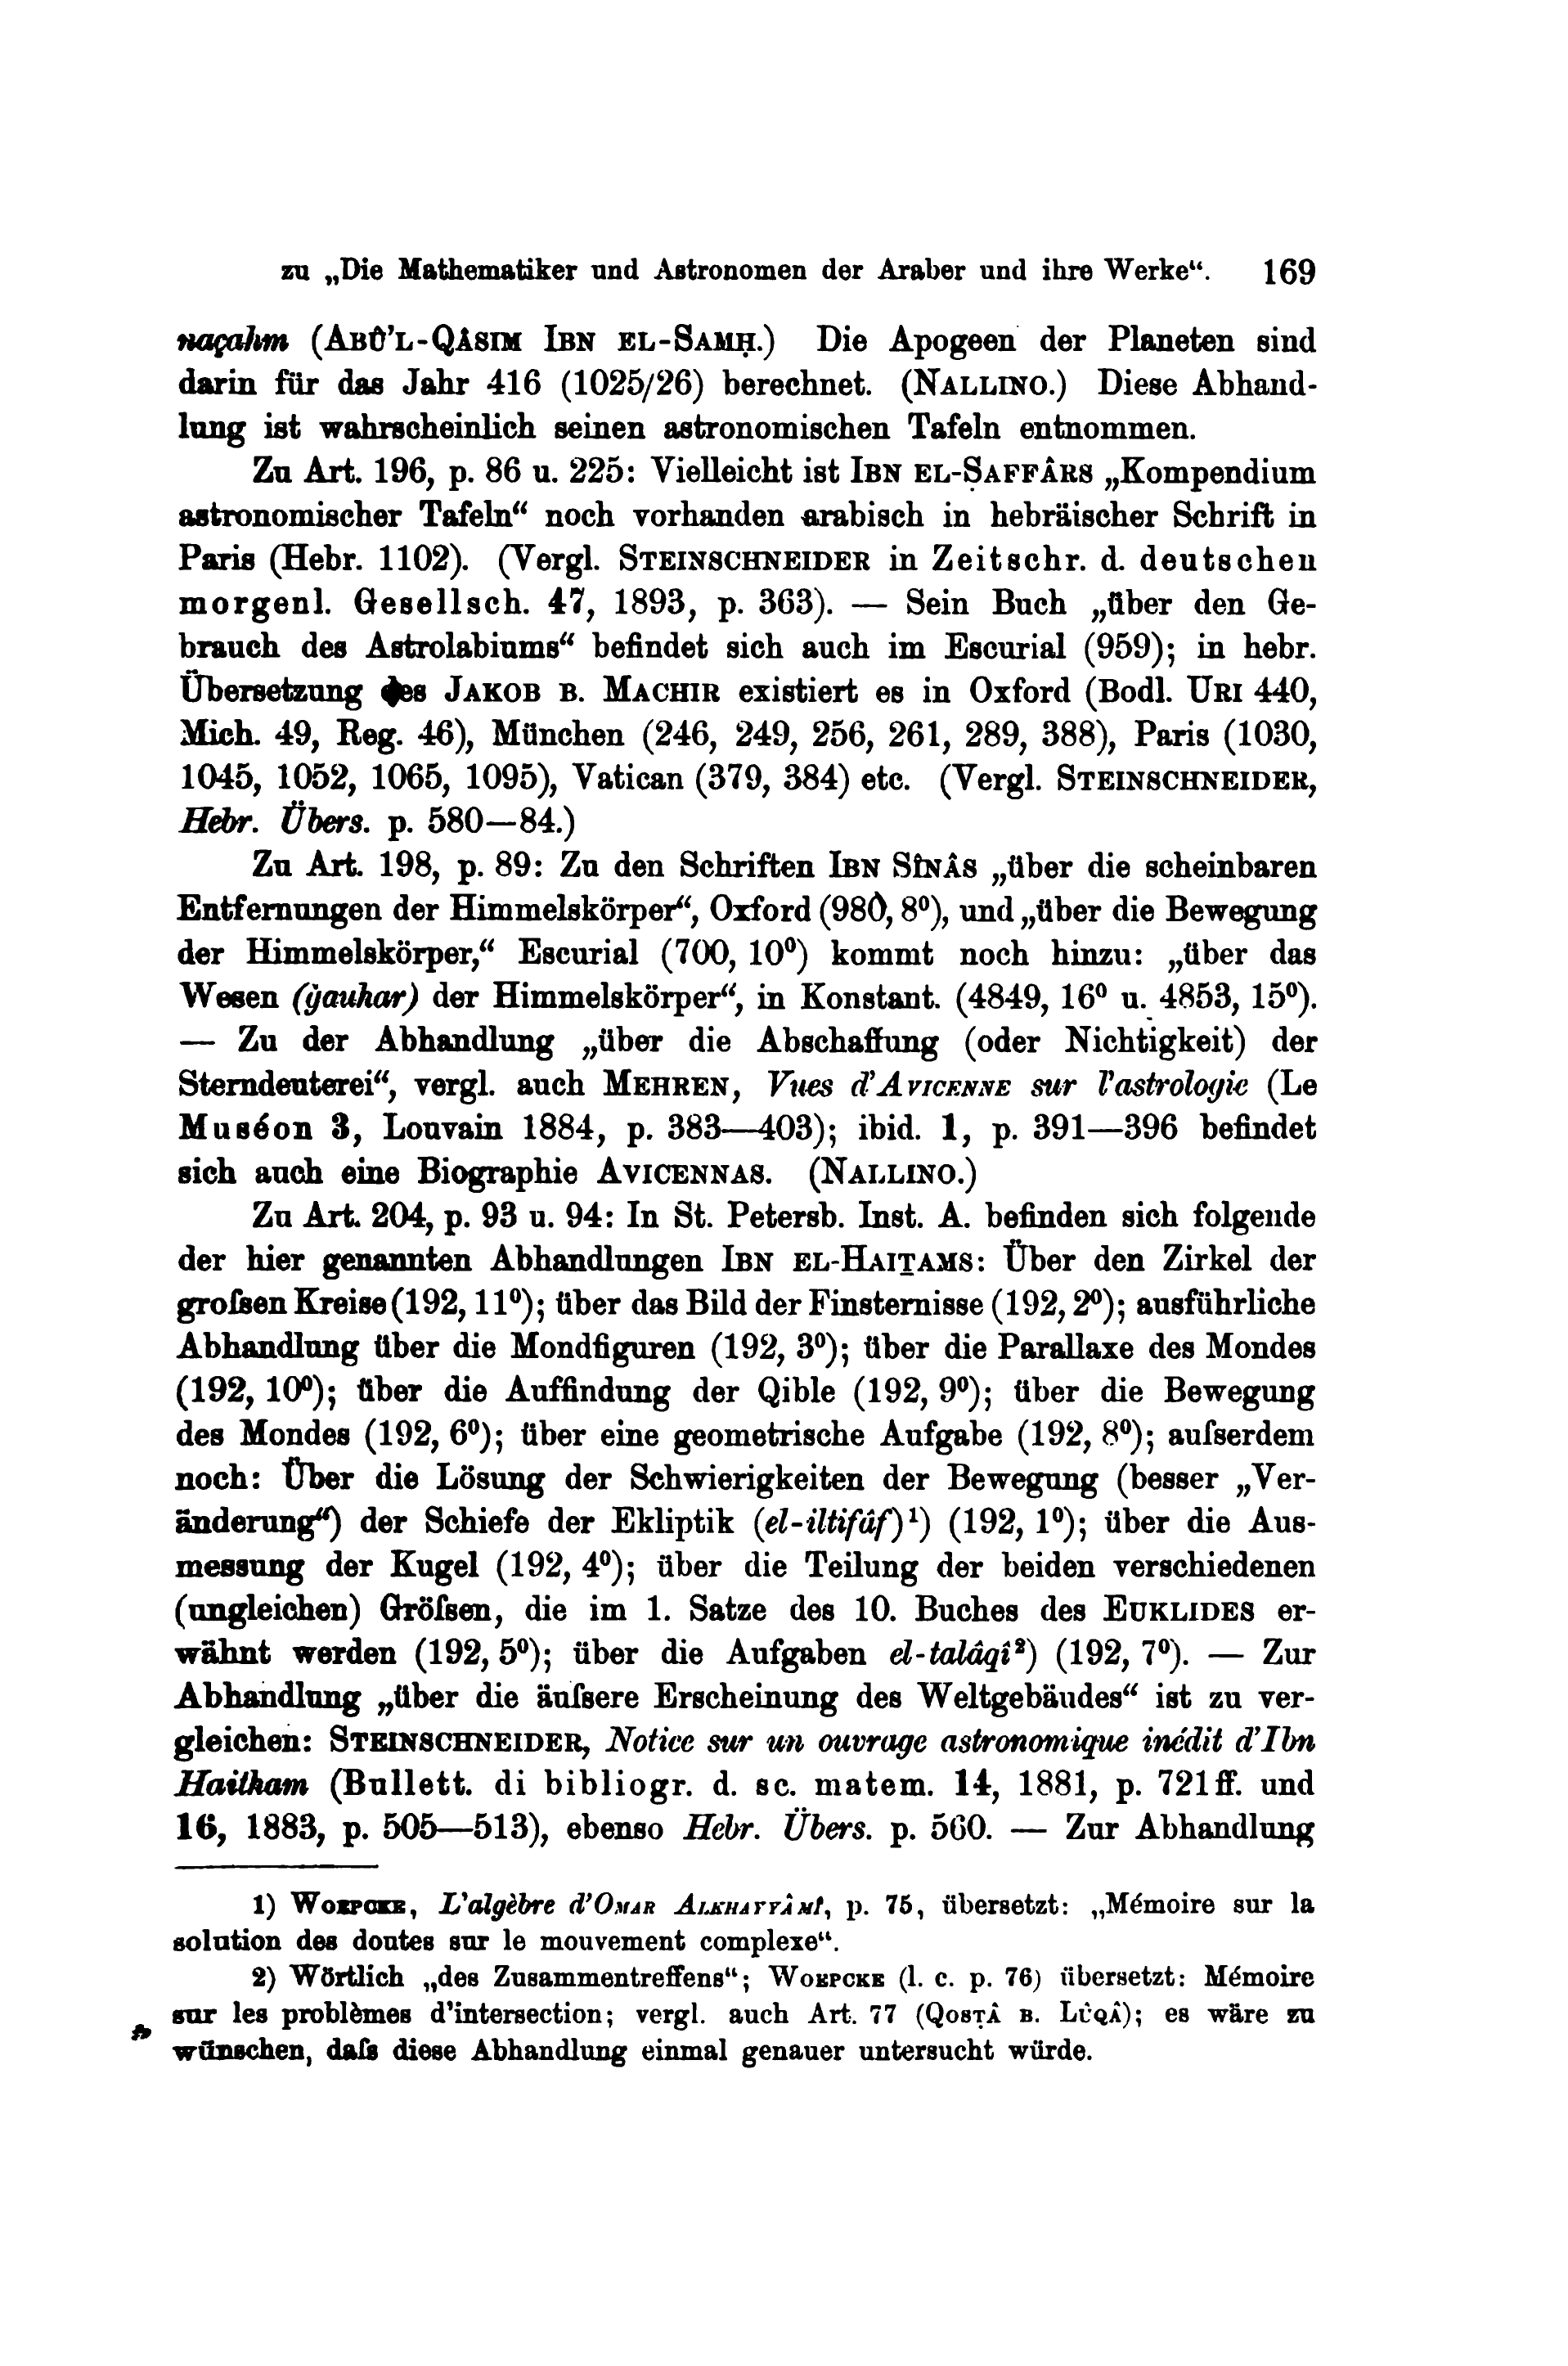 zu „Die Mathematiker und Astronomen der Araber und ihre Werke“. 169
naçahm (ABÛ’L-QÂSIM IBN EL-SAMḤ.) Die Apogeen der Planeten sind
darin für das Jahr 416 (1025/26) berechnet. (NALLINO.) Diese Abhand-
lung ist wahrscheinlich seinen astronomischen Tafeln entnommen.
Zu Art. 196, p. 86 u. 225: Vielleicht ist IBN EL-ṢAFFÂRS „Kompendium
astronomischer Tafeln“ noch vorhanden arabisch in hebräischer Schrift in
Paris (Hebr. 1102). (Vergl. STEINSCHNEIDER in Zeitschr. d. deutschen
morgenl. Gesellsch. 47, 1893, p. 363). — Sein Buch „über den Ge-
brauch des Astrolabiums“ befindet sich auch im Escurial (959); in hebr.
Übersetzung des JAKOB B. MACHIR existiert es in Oxford (Bodl. URI 440,
Mich. 49, Reg. 46), München (246, 249, 256, 261, 289, 388), Paris (1030,
1045, 1052, 1065, 1095), Vatican (379, 384) etc. (Vergl. STEINSCHNEIDER,
Hebr. Übers. p. 580—84.)
Zu Art. 198, p. 89: Zu den Schriften IBN SÎNÂS „über die scheinbaren
Entfernungen der Himmelskörper“, Oxford (980, 8⁰), und „über die Bewegung
der Himmelskörper,“ Escurial (700, 10⁰) kommt noch hinzu: „über das
Wesen (ǵauhar) der Himmelskörper“, in Konstant. (4849, 16⁰ u. 4853, 15⁰).
— Zu der Abhandlung „über die Abschaffung (oder Nichtigkeit) der
Sterndeuterei“, vergl. auch MEHREN, Vues d’AVICENNE sur l’astrologie (Le
Muséon 3, Louvain 1884, p. 383—403); ibid. 1, p. 391—396 befindet
sich auch eine Biographie AVICENNAS. (NALLINO.)
Zu Art. 204, p. 93 u. 94: In St. Petersb. Inst. A. befinden sich folgende
der hier genannten Abhandlungen IBN EL-HAIṮAMS: Über den Zirkel der
groſsen Kreise (192, 11⁰); über das Bild der Finsternisse (192, 2⁰); ausführliche
Abhandlung über die Mondfiguren (192, 3⁰); über die Parallaxe des Mondes
(192, 10⁰); über die Auffindung der Qible (192, 9⁰); über die Bewegung
des Mondes (192, 6⁰); über eine geometrische Aufgabe (192, 8⁰); auſserdem
noch: Über die Lösung der Schwierigkeiten der Bewegung (besser „Ver-
änderung“) der Schiefe der Ekliptik (el-iltifâf)¹) (192, 1⁰); über die Aus-
messung der Kugel (192, 4⁰); über die Teilung der beiden verschiedenen
(ungleichen) Gröſsen, die im 1. Satze des 10. Buches des EUKLIDES er-
wähnt werden (192, 5⁰); über die Aufgaben el-talâqî²) (192, 7⁰). — Zur
Abhandlung „über die äuſsere Erscheinung des Weltgebäudes“ ist zu ver-
gleichen: STEINSCHNEIDER, Notice sur un ouvrage astronomique inédit d’Ibn
Haitham (Bullett. di bibliogr. d. sc. matem. 14, 1881, p. 721ff. und
16, 1883, p. 505—513), ebenso Hebr. Übers. p. 560. — Zur Abhandlung
1) WOEPCKE, L’algèbre d’OMAR ALKHAYYÂMÎ, p. 75, übersetzt: „Mémoire sur la
solution des doutes sur le mouvement complexe“.
2) Wörtlich „des Zusammentreffens“; WOEPCKE (l. c. p. 76) übersetzt: Mémoire
sur les problèmes d’intersection; vergl. auch Art. 77 (QOSṬÂ B. LÛQÂ); es wäre zu
wünschen, daſs diese Abhandlung einmal genauer untersucht würde.